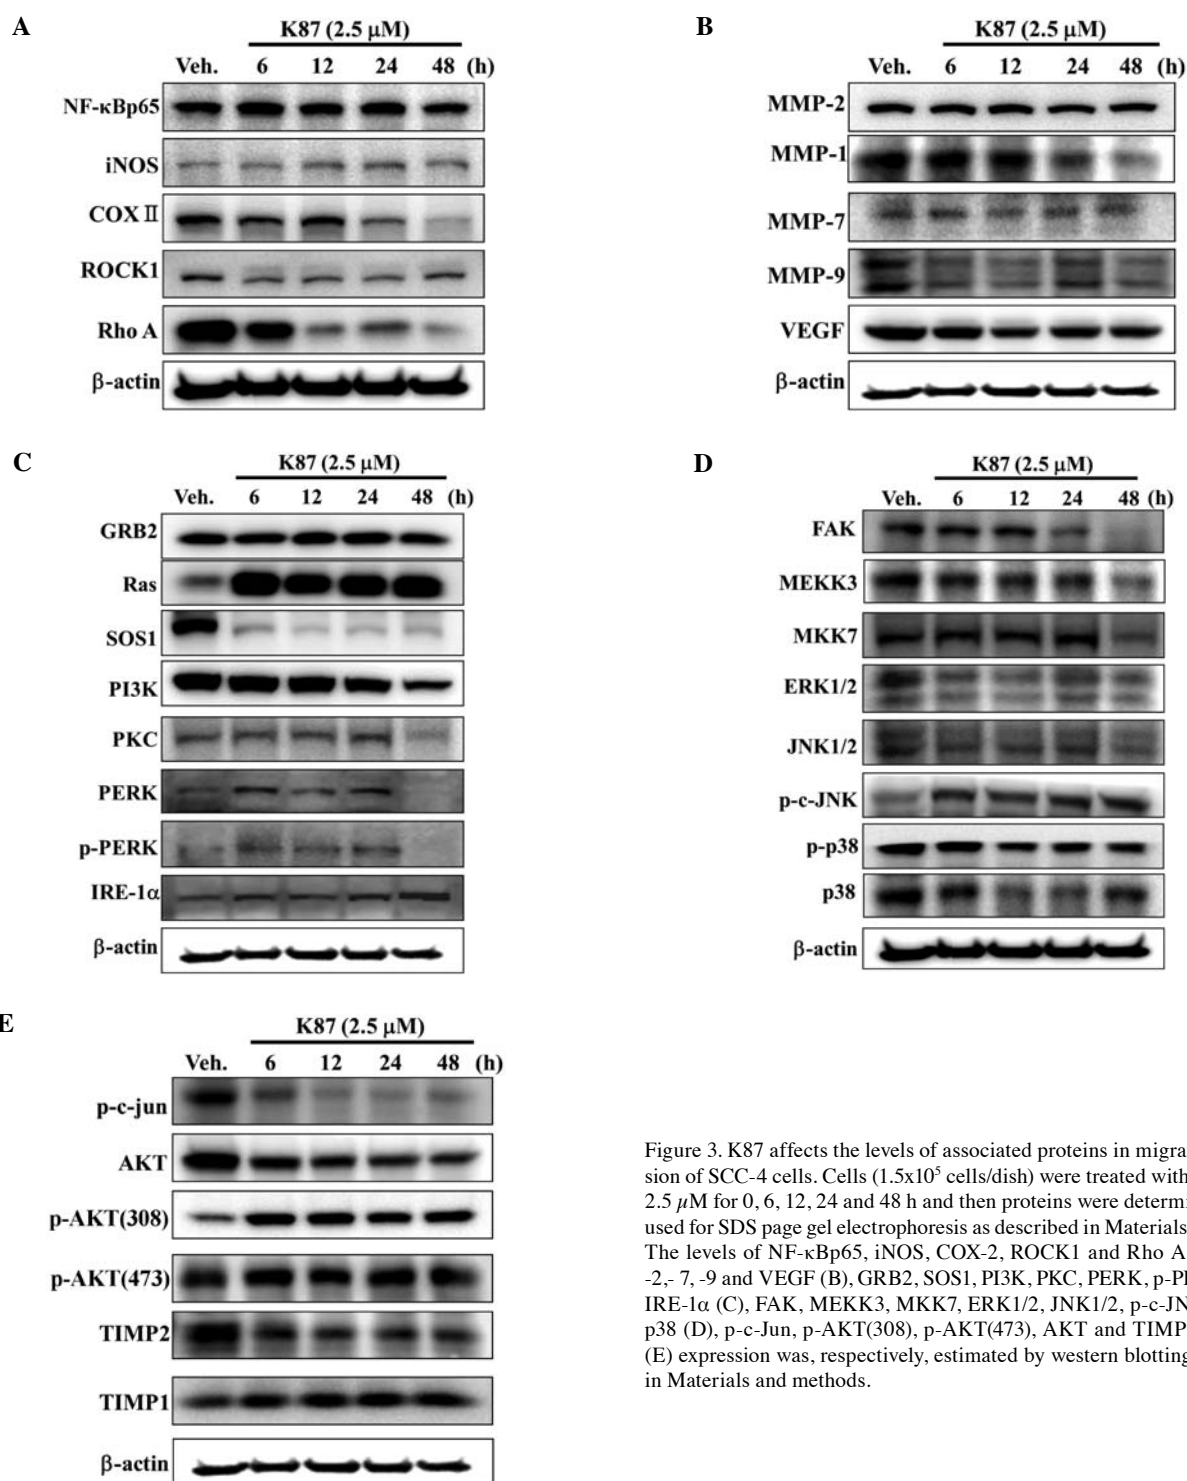 A
K87 (2.5 μM)
Veh. 6 12 24 48 (h)
NF-κBp65
iNOS
COX Ⅱ
ROCK1
Rho A
β-actin
B
K87 (2.5 μM)
Veh. 6 12 24 48 (h)
MMP-2
MMP-1
MMP-7
MMP-9
VEGF
β-actin
C
K87 (2.5 μM)
Veh. 6 12 24 48 (h)
GRB2
Ras
SOS1
PI3K
PKC
PERK
p-PERK
IRE-1α
β-actin
D
K87 (2.5 μM)
Veh. 6 12 24 48 (h)
FAK
MEKK3
MKK7
ERK1/2
JNK1/2
p-c-JNK
p-p38
p38
β-actin
E
K87 (2.5 μM)
Veh. 6 12 24 48 (h)
p-c-jun
AKT
p-AKT(308)
p-AKT(473)
TIMP2
TIMP1
β-actin
Figure 3. K87 affects the levels of associated proteins in migra
sion of SCC-4 cells. Cells (1.5x10⁵ cells/dish) were treated with
2.5 μM for 0, 6, 12, 24 and 48 h and then proteins were determi
used for SDS page gel electrophoresis as described in Materials
The levels of NF-κBp65, iNOS, COX-2, ROCK1 and Rho A
-2,- 7, -9 and VEGF (B), GRB2, SOS1, PI3K, PKC, PERK, p-PE
IRE-1α (C), FAK, MEKK3, MKK7, ERK1/2, JNK1/2, p-c-JN
p38 (D), p-c-Jun, p-AKT(308), p-AKT(473), AKT and TIMP
(E) expression was, respectively, estimated by western blotting
in Materials and methods.